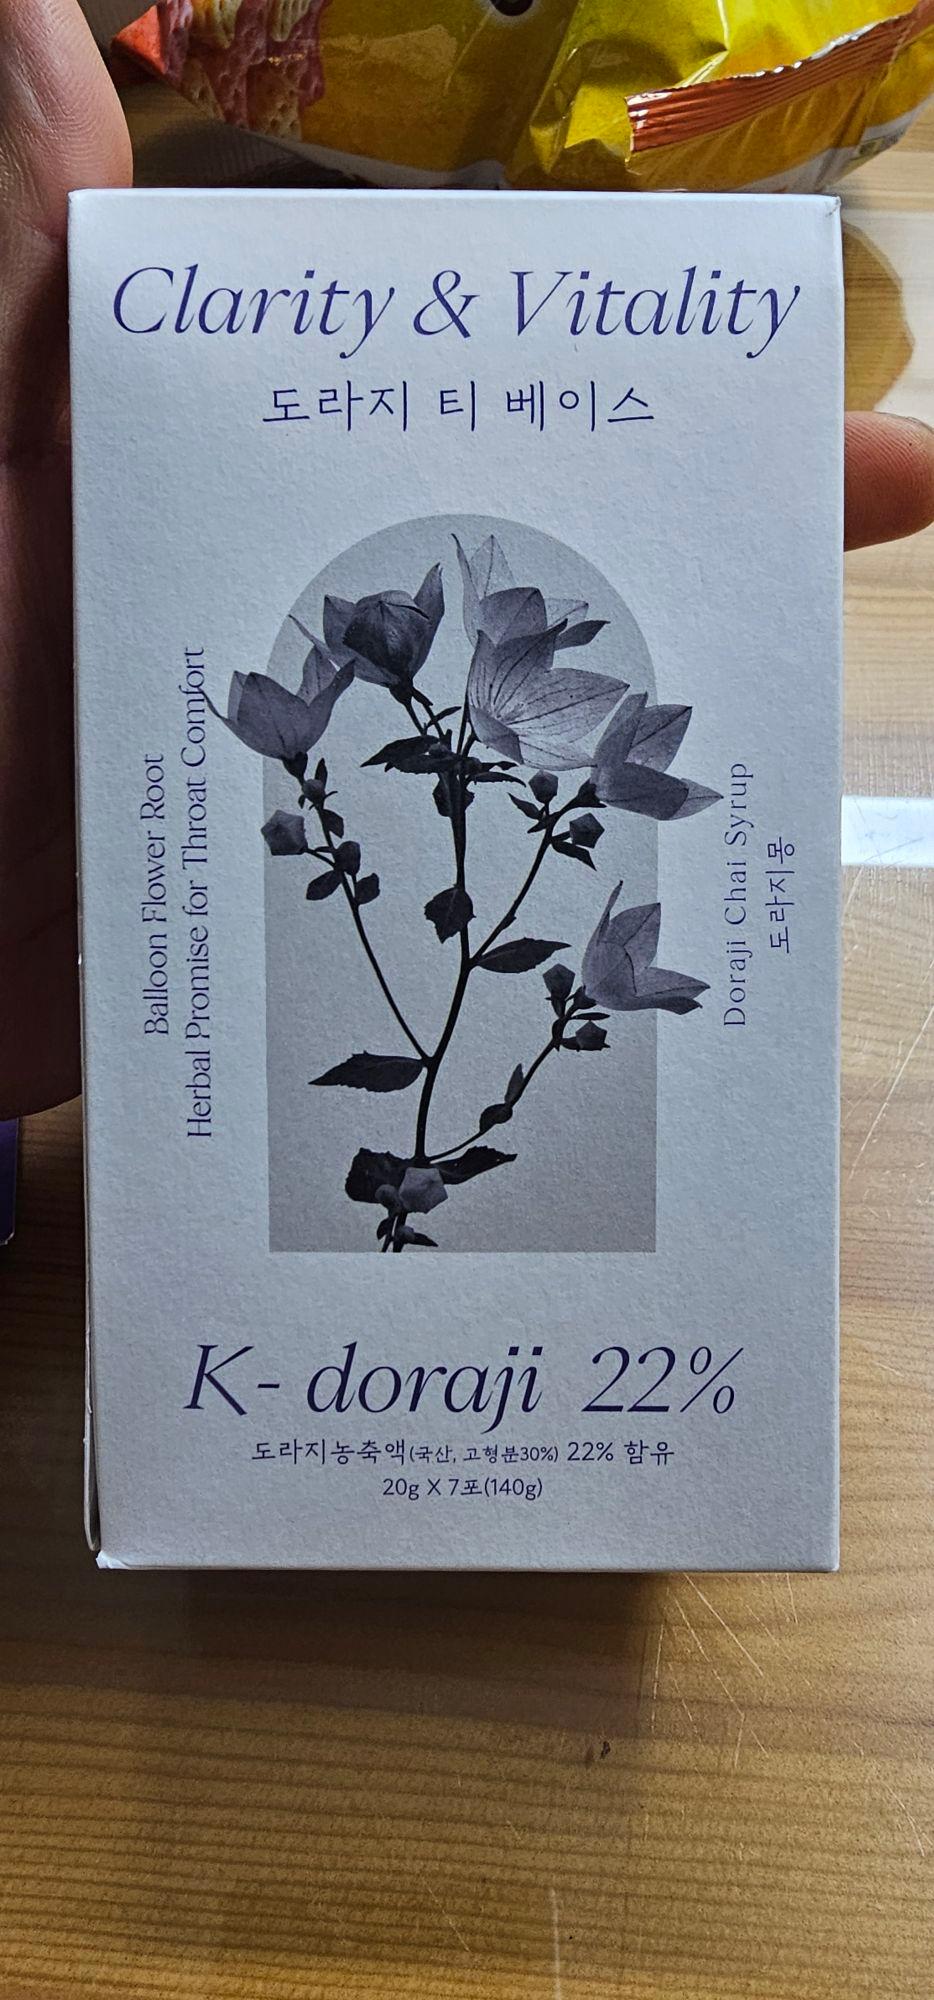 Clarity & Vitality
도라지 티 베이스
Balloon Flower Root
Herbal Promise for Throat Comfort
Doraji Chai Syrup
도라지몽
K- doraji 22%
도라지농축액(국산, 고형분30%) 22% 함유
20g X 7포(140g)